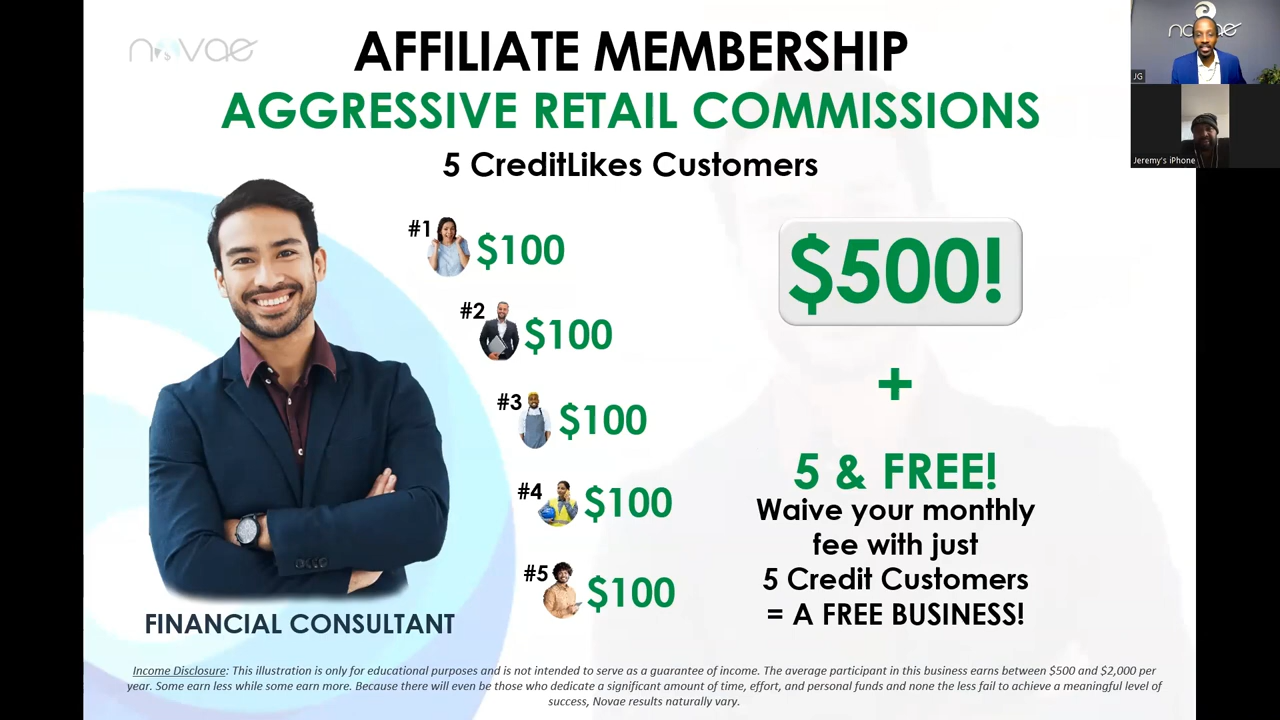 novae
AFFILIATE MEMBERSHIP
AGGRESSIVE RETAIL COMMISSIONS
5 CreditLikes Customers
#1 $100
#2 $100
#3 $100
#4 $100
#5 $100
FINANCIAL CONSULTANT
$500!
+
5 & FREE!
Waive your monthly
fee with just
5 Credit Customers
= A FREE BUSINESS!
Income Disclosure: This illustration is only for educational purposes and is not intended to serve as a guarantee of income. The average participant in this business earns between $500 and $2,000 per
year. Some earn less while some earn more. Because there will even be those who dedicate a significant amount of time, effort, and personal funds and none the less fail to achieve a meaningful level of
success, Novae results naturally vary.
JG
Jeremy's iPhone